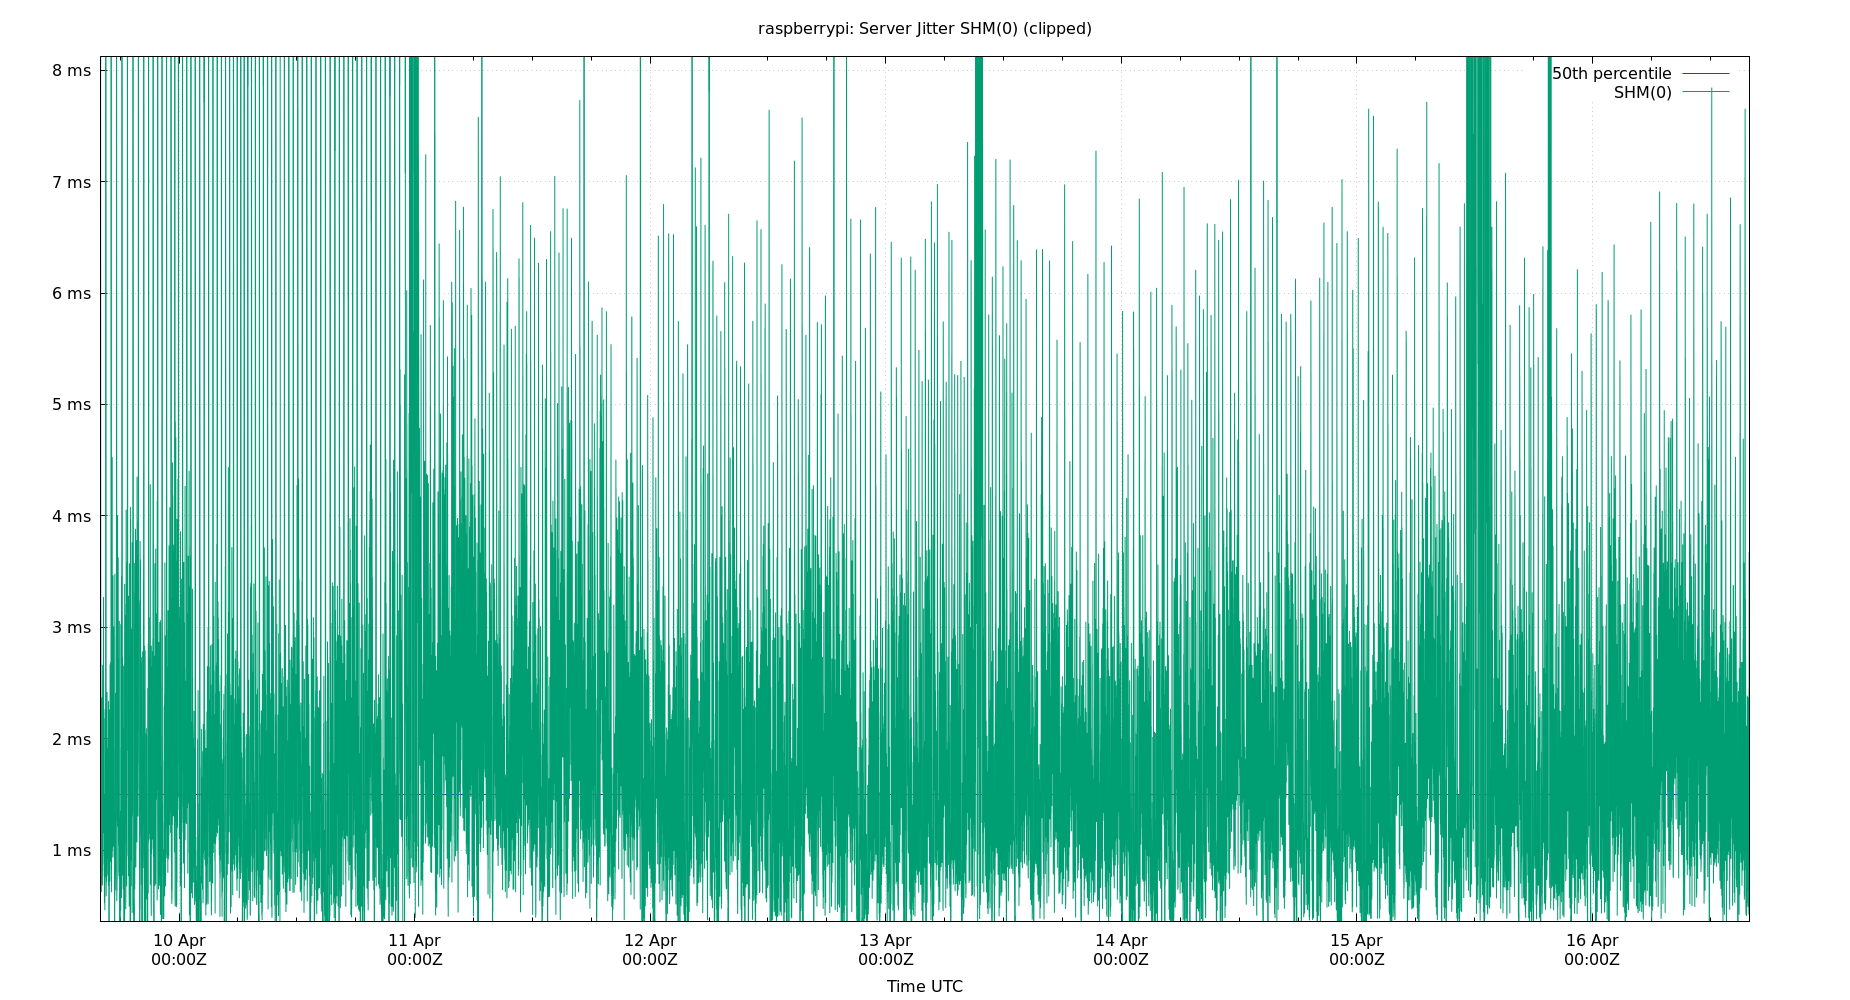 raspberrypi: Server Jitter SHM(0) (clipped)
8 ms
7 ms
6 ms
5 ms
4 ms
3 ms
2 ms
1 ms
50th percentile
SHM(0)
10 Apr
00:00Z
11 Apr
00:00Z
12 Apr
00:00Z
13 Apr
00:00Z
14 Apr
00:00Z
15 Apr
00:00Z
16 Apr
00:00Z
Time UTC